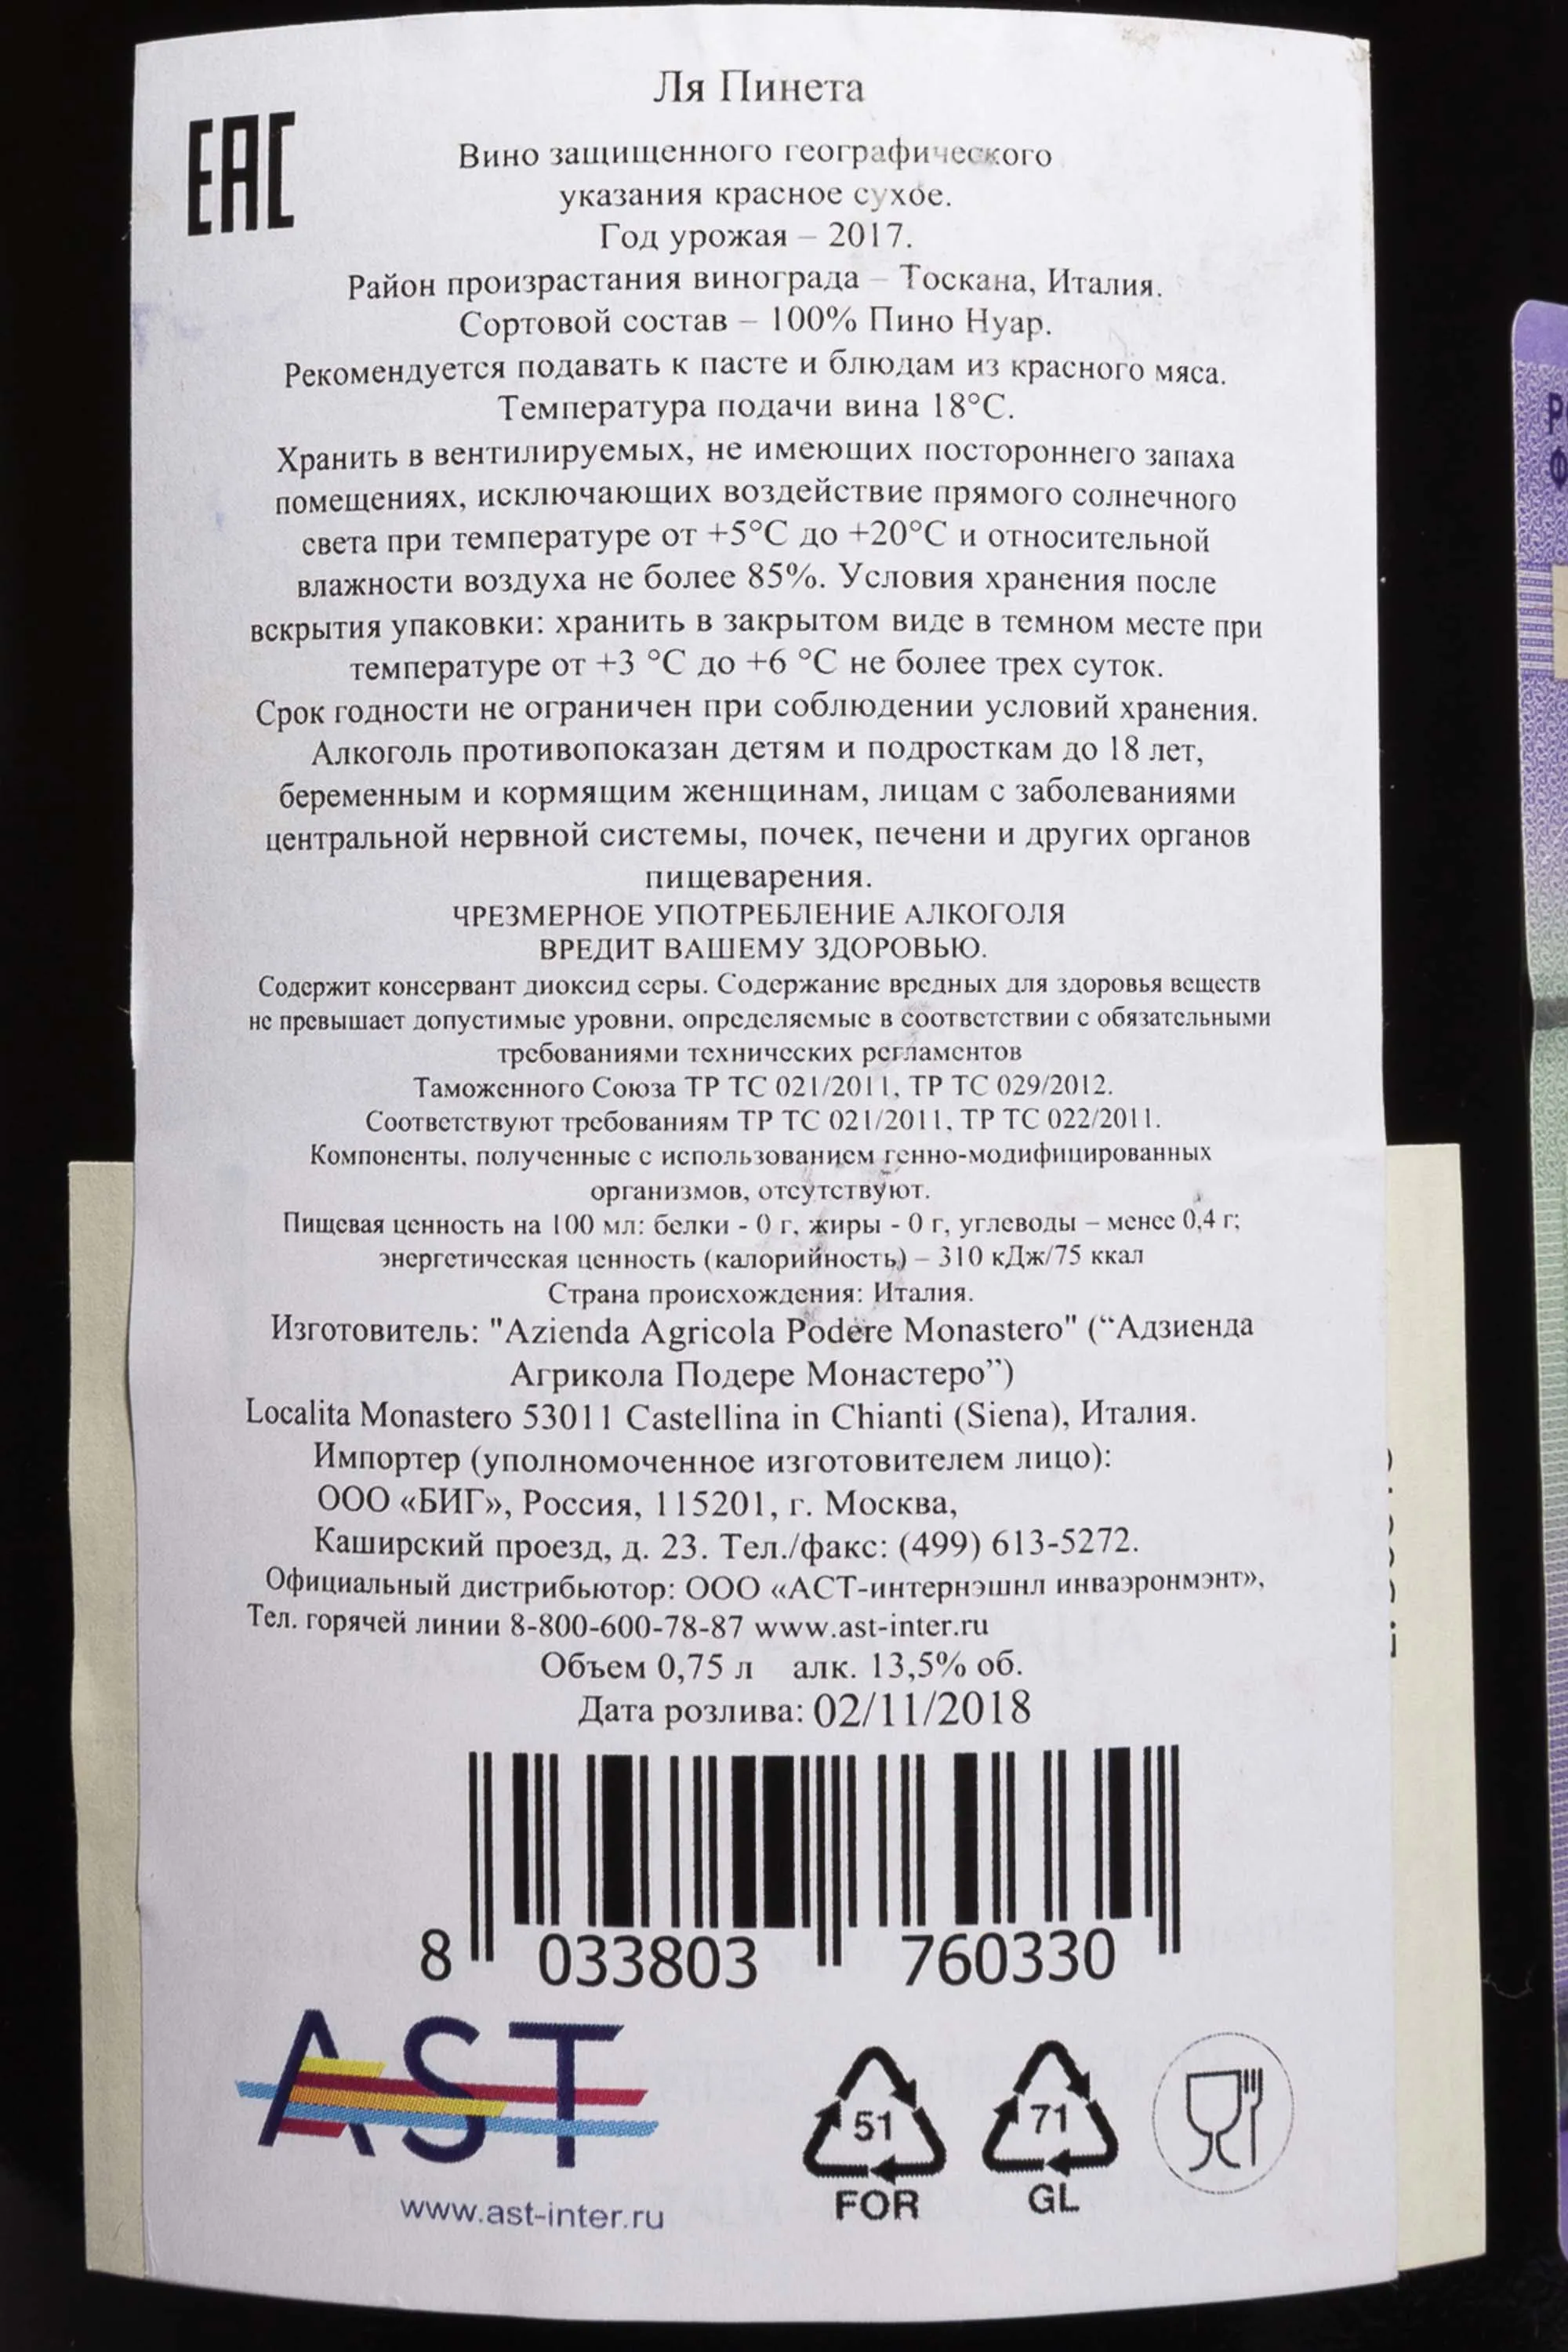 Ля Пинета
ЕАС
Вино защищенного географического
указания красное сухое.
Год урожая – 2017.
Район произрастания винограда – Тоскана, Италия.
Сортовой состав – 100% Пино Нуар.
Рекомендуется подавать к пасте и блюдам из красного мяса.
Температура подачи вина 18°С.
Хранить в вентилируемых, не имеющих постороннего запаха
помещениях, исключающих воздействие прямого солнечного
света при температуре от +5°С до +20°С и относительной
влажности воздуха не более 85%. Условия хранения после
вскрытия упаковки: хранить в закрытом виде в темном месте при
температуре от +3 °С до +6 °С не более трех суток.
Срок годности не ограничен при соблюдении условий хранения.
Алкоголь противопоказан детям и подросткам до 18 лет,
беременным и кормящим женщинам, лицам с заболеваниями
центральной нервной системы, почек, печени и других органов
пищеварения.
ЧРЕЗМЕРНОЕ УПОТРЕБЛЕНИЕ АЛКОГОЛЯ
ВРЕДИТ ВАШЕМУ ЗДОРОВЬЮ.
Содержит консервант диоксид серы. Содержание вредных для здоровья веществ
не превышает допустимые уровни, определяемые в соответствии с обязательными
требованиями технических регламентов
Таможенного Союза ТР ТС 021/2011, ТР ТС 029/2012.
Соответствуют требованиям ТР ТС 021/2011, ТР ТС 022/2011.
Компоненты, полученные с использованием генно-модифицированных
организмов, отсутствуют.
Пищевая ценность на 100 мл: белки - 0 г, жиры - 0 г, углеводы – менее 0,4 г;
энергетическая ценность (калорийность) – 310 кДж/75 ккал
Страна происхождения: Италия.
Изготовитель: "Azienda Agricola Podere Monastero" (“Адзиенда
Агрикола Подере Монастеро”)
Localita Monastero 53011 Castellina in Chianti (Siena), Италия.
Импортер (уполномоченное изготовителем лицо):
ООО «БИГ», Россия, 115201, г. Москва,
Каширский проезд, д. 23. Тел./факс: (499) 613-5272.
Официальный дистрибьютор: ООО «АСТ-интернэшнл инваэронмэнт»,
Тел. горячей линии 8-800-600-78-87 www.ast-inter.ru
Объем 0,75 л алк. 13,5% об.
Дата розлива: 02/11/2018
8 033803 760330
AST
www.ast-inter.ru
51
FOR
71
GL